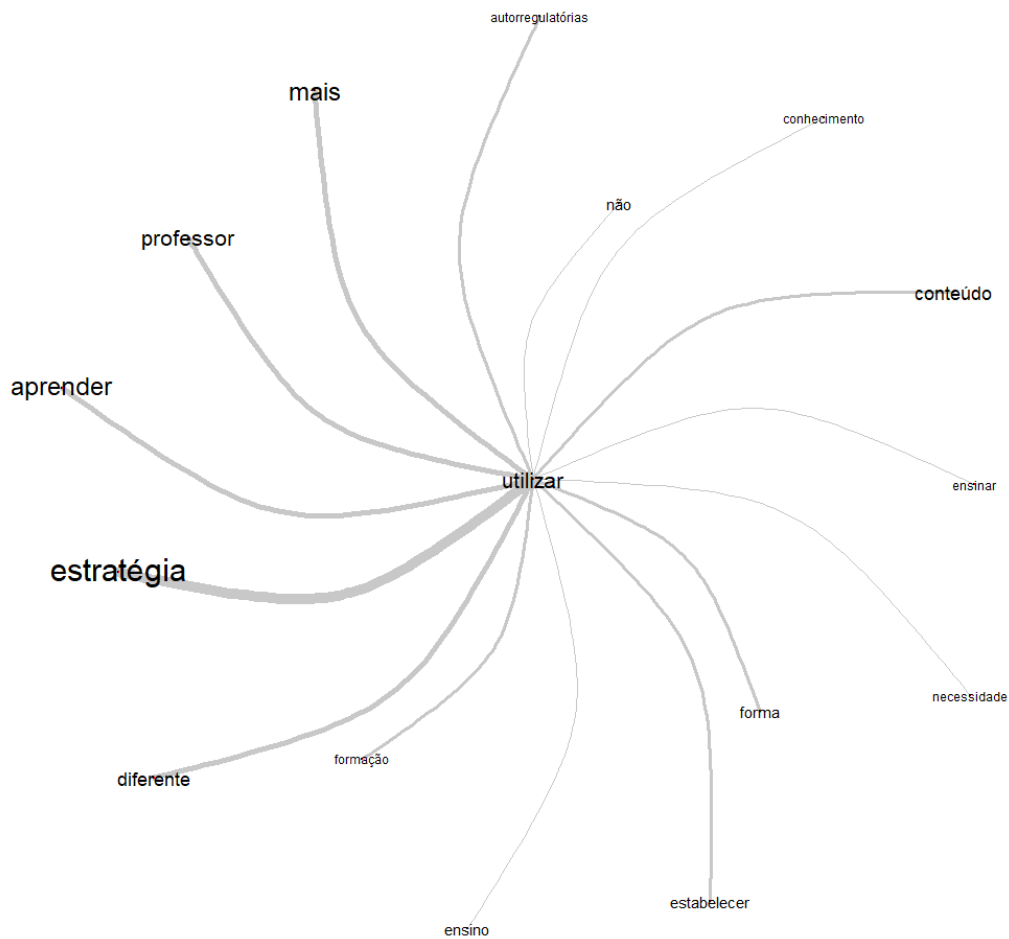 autorregulatórias
mais
conhecimento
não
professor
conteúdo
aprender
utilizar
ensinar
estratégia
necessidade
forma
formação
diferente
estabelecer
ensino